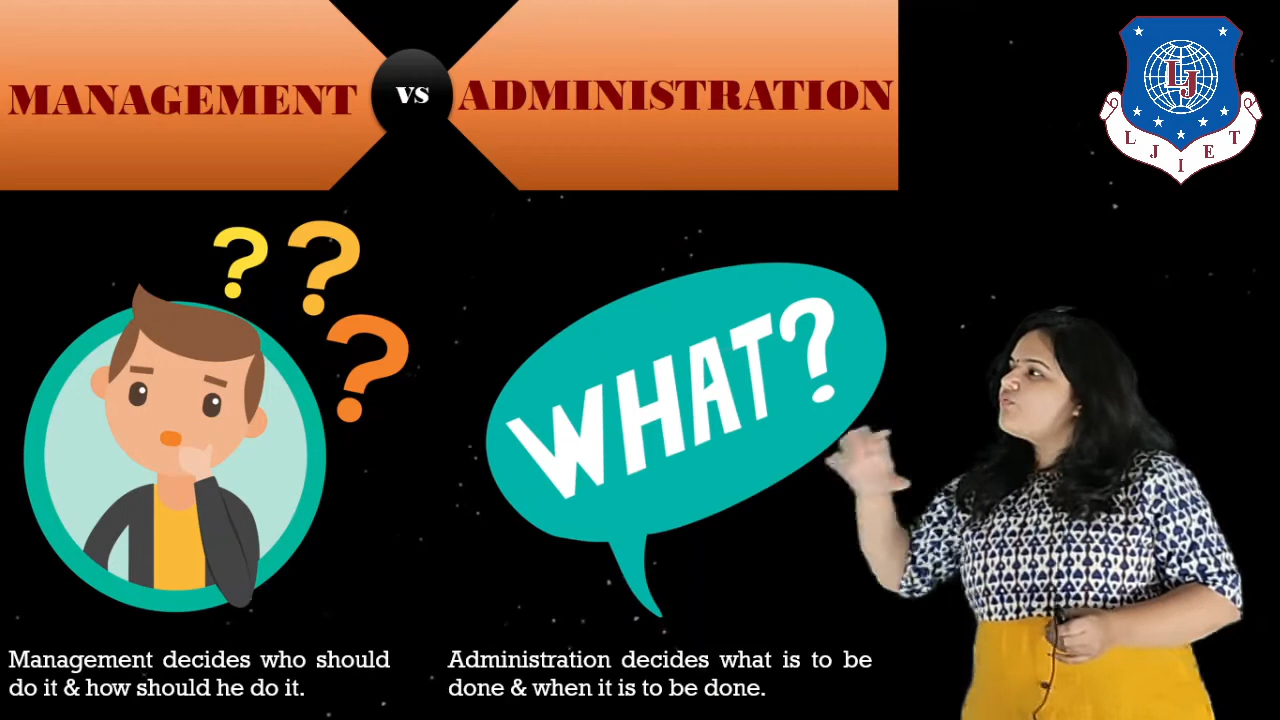 MANAGEMENT
VS
ADMINISTRATION
LJ
L J I E T
? ? ?
WHAT?
Management decides who should
do it & how should he do it.
Administration decides what is to be
done & when it is to be done.